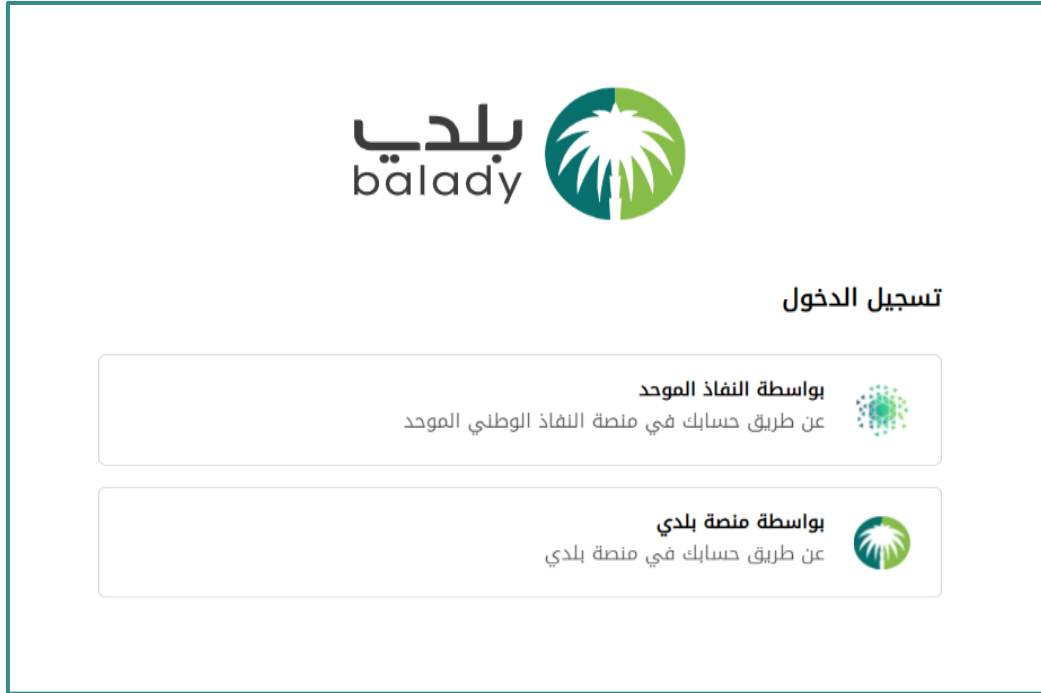 بلدي
balady
تسجيل الدخول
بواسطة النفاذ الموحد
عن طريق حسابك في منصة النفاذ الوطني الموحد
بواسطة منصة بلدي
عن طريق حسابك في منصة بلدي